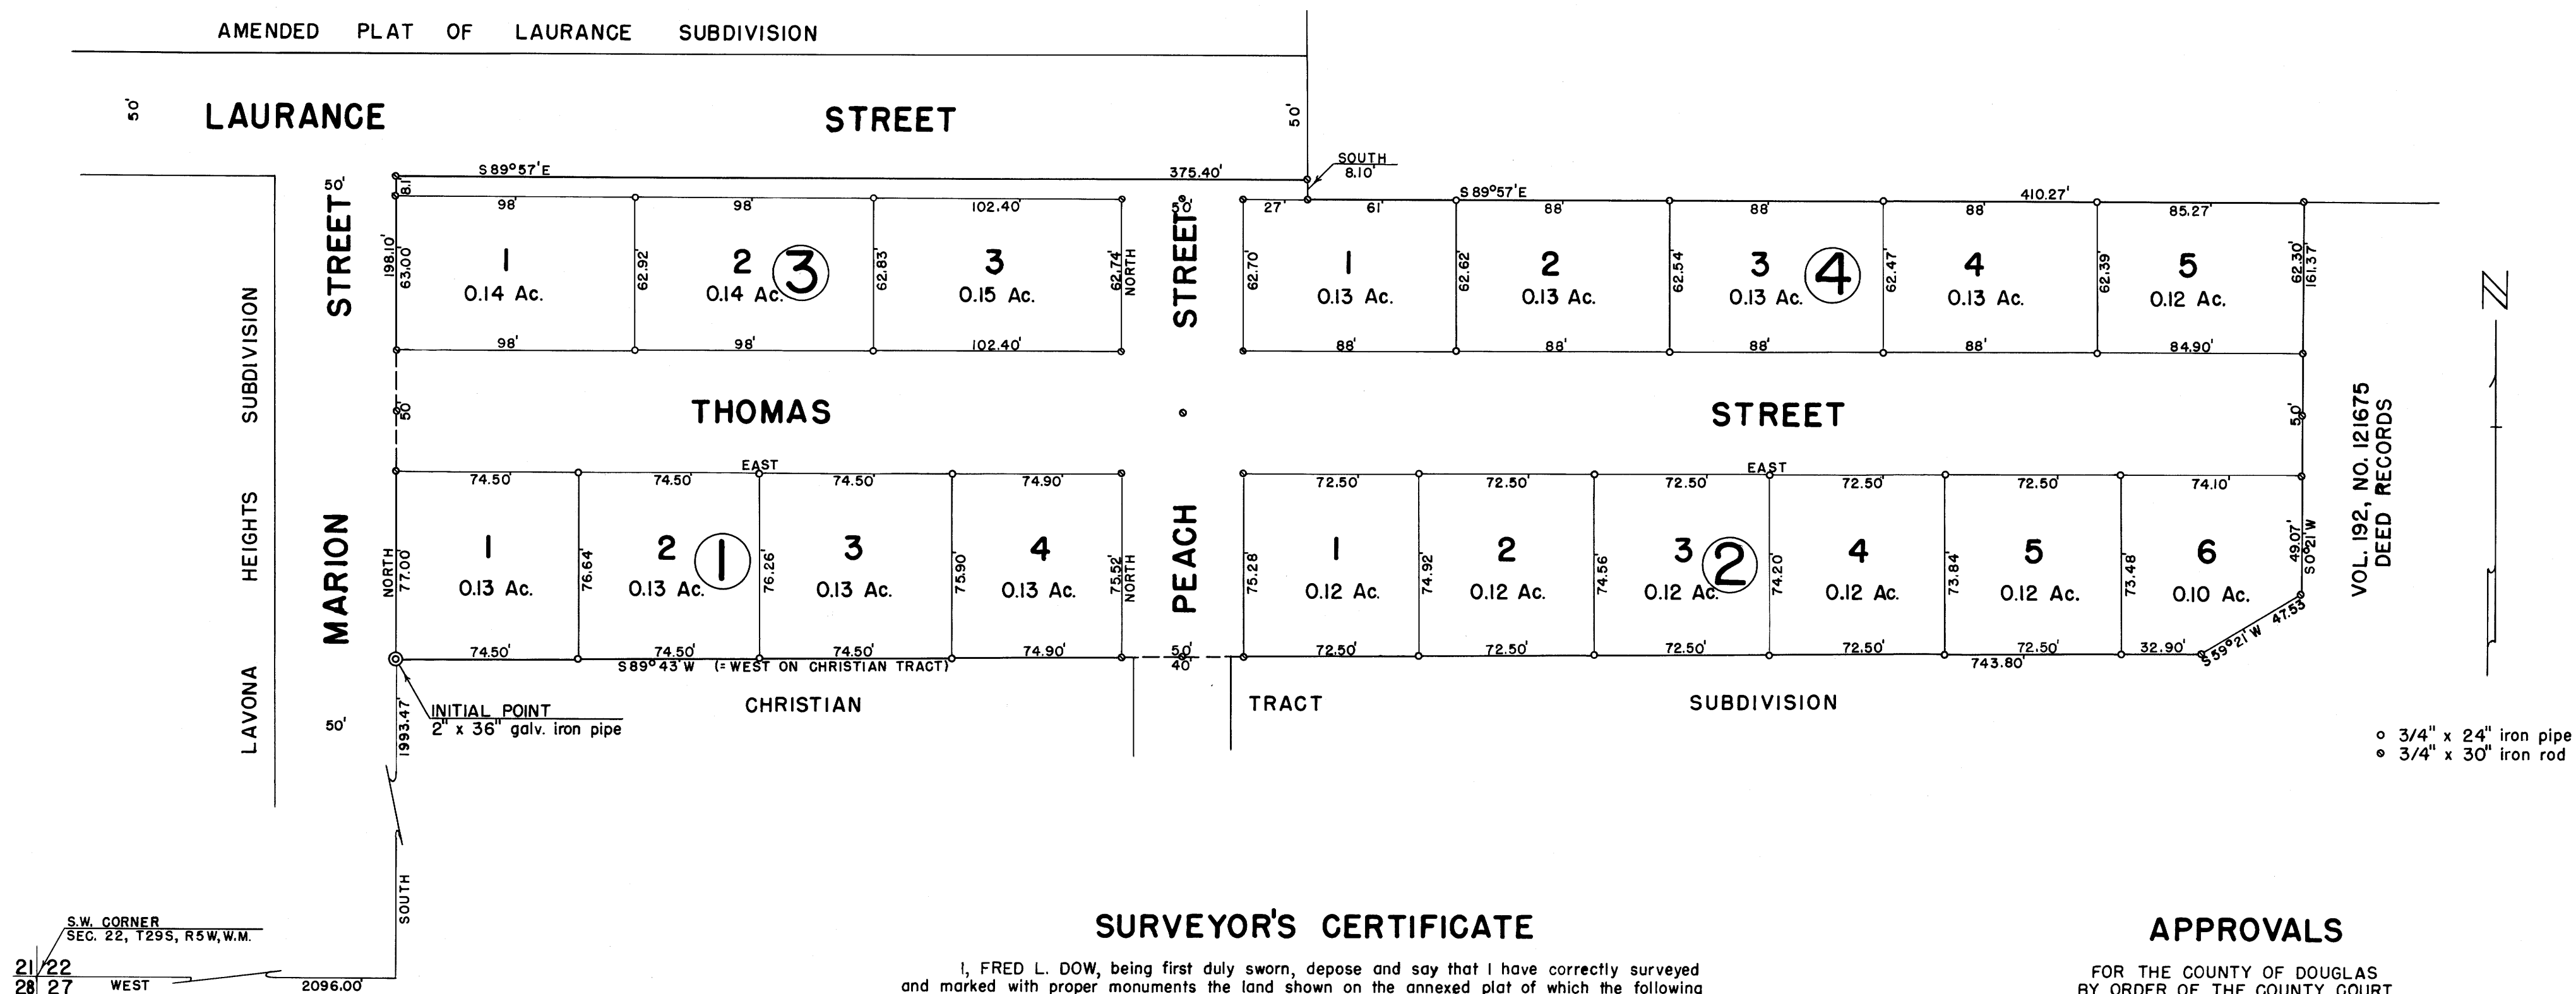 AMENDED PLAT OF LAURANCE SUBDIVISION
50'
LAURANCE STREET
50'
SOUTH
8.10'
S 89°57'E 375.40'
50'
8.1
98' 98' 102.40' 50' 27' 61' S 89°57'E 88' 88' 88' 410.27' 85.27'
STREET
198.10'
63.00'
1
0.14 Ac.
62.92'
2
0.14 Ac.
3
62.83'
3
0.15 Ac.
62.74'
NORTH
STREET
62.70'
1
0.13 Ac.
62.62'
2
0.13 Ac.
62.54'
3
0.13 Ac.
4
62.47'
4
0.13 Ac.
62.39'
5
0.12 Ac.
62.30'
161.37'
98' 98' 102.40' 88' 88' 88' 88' 84.90'
50'
THOMAS STREET
50'
EAST EAST
74.50' 74.50' 74.50' 74.90' 72.50' 72.50' 72.50' 72.50' 72.50' 74.10'
MARION
NORTH
77.00'
1
0.13 Ac.
76.64'
2
0.13 Ac.
1
76.26'
3
0.13 Ac.
75.90'
4
0.13 Ac.
75.52'
NORTH
PEACH
75.28'
1
0.12 Ac.
74.92'
2
0.12 Ac.
74.56'
3
0.12 Ac.
2
74.20'
4
0.12 Ac.
73.84'
5
0.12 Ac.
73.48'
6
0.10 Ac.
49.07'
S 0°21'W
S 59°21'W 47.53
74.50' 74.50' 74.50' 74.90' 50' 72.50' 72.50' 72.50' 72.50' 72.50' 32.90'
S 89°43'W (= WEST ON CHRISTIAN TRACT) 40' 743.80'
LAVONA HEIGHTS SUBDIVISION
VOL. 192, NO. 121675
DEED RECORDS
N
CHRISTIAN TRACT SUBDIVISION
INITIAL POINT
2" x 36" galv. iron pipe
50'
1993.47'
3/4" x 24" iron pipe
3/4" x 30" iron rod
SOUTH
S.W. CORNER
SEC. 22, T29S, R5W, W.M.
21 22
28 27
WEST 2096.00'
SURVEYOR'S CERTIFICATE
I, FRED L. DOW, being first duly sworn, depose and say that I have correctly surveyed
and marked with proper monuments the land shown on the annexed plat of which the following
APPROVALS
FOR THE COUNTY OF DOUGLAS
BY ORDER OF THE COUNTY COURT